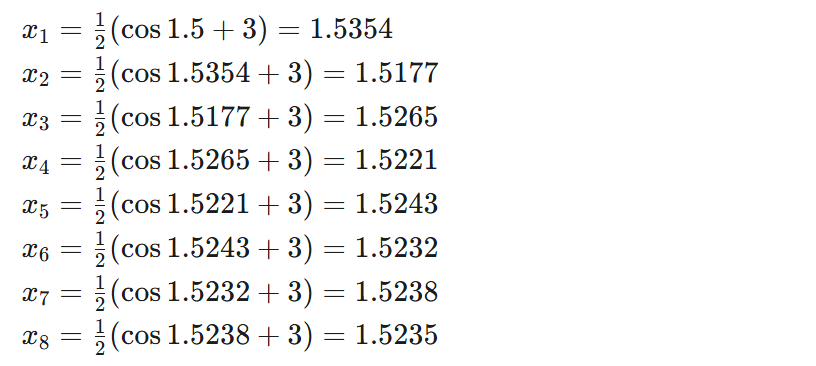 x₁ = ½(cos 1.5 + 3) = 1.5354
x₂ = ½(cos 1.5354 + 3) = 1.5177
x₃ = ½(cos 1.5177 + 3) = 1.5265
x₄ = ½(cos 1.5265 + 3) = 1.5221
x₅ = ½(cos 1.5221 + 3) = 1.5243
x₆ = ½(cos 1.5243 + 3) = 1.5232
x₇ = ½(cos 1.5232 + 3) = 1.5238
x₈ = ½(cos 1.5238 + 3) = 1.5235